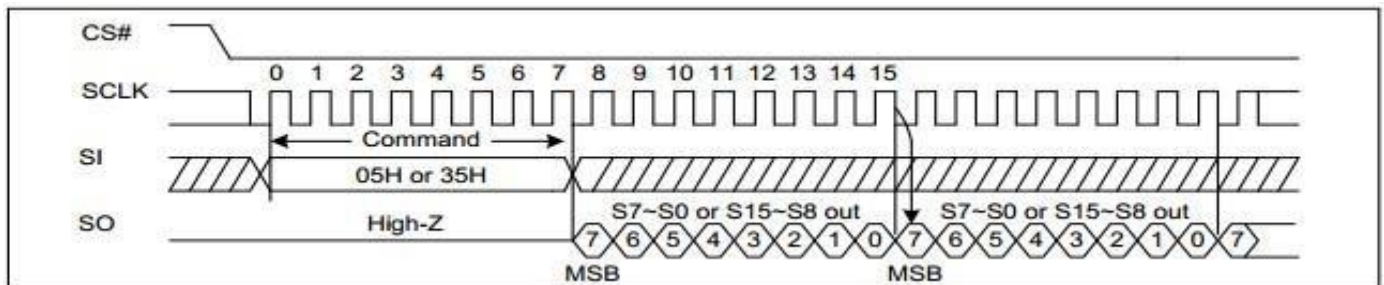 CS#
0 1 2 3 4 5 6 7 8 9 10 11 12 13 14 15
SCLK
Command
SI
05H or 35H
S7~S0 or S15~S8 out S7~S0 or S15~S8 out
SO High-Z
7 6 5 4 3 2 1 0 7 6 5 4 3 2 1 0 7
MSB MSB